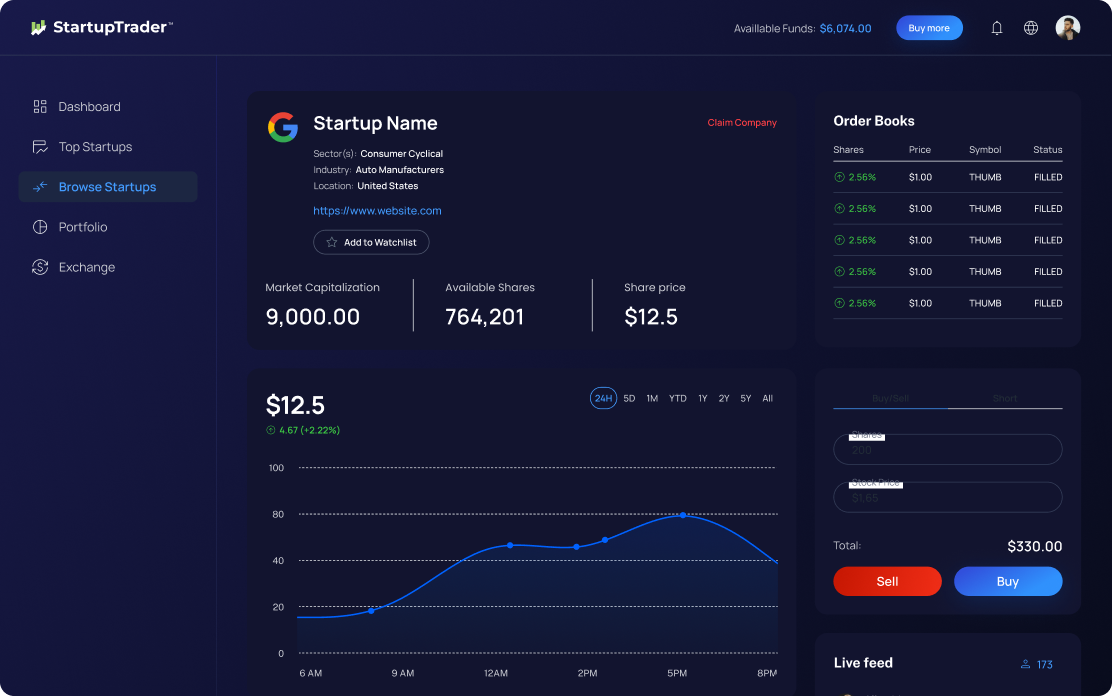 StartupTrader™
Availlable Funds: $6,074.00
Buy more
Dashboard
Top Startups
Browse Startups
Portfolio
Exchange
Startup Name
Claim Company
Sector(s): Consumer Cyclical
Industry: Auto Manufacturers
Location: United States
https://www.website.com
Add to Watchlist
Market Capitalization
9,000.00
Available Shares
764,201
Share price
$12.5
Order Books
Shares Price Symbol Status
2.56% $1.00 THUMB FILLED
2.56% $1.00 THUMB FILLED
2.56% $1.00 THUMB FILLED
2.56% $1.00 THUMB FILLED
2.56% $1.00 THUMB FILLED
$12.5
4.67 (+2.22%)
24H 5D 1M YTD 1Y 2Y 5Y All
100
80
40
20
0
6 AM 9 AM 12AM 2PM 5PM 8PM
Buy/Sell Short
Shares
200
Stock Price
$1,65
Total: $330.00
Sell Buy
Live feed 173